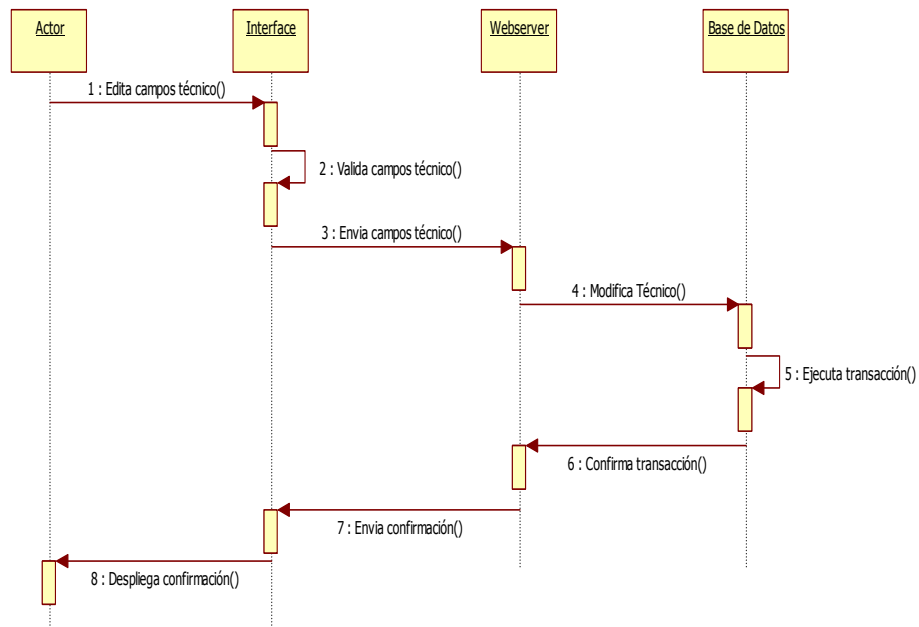 Actor
Interface
Webserver
Base de Datos
1 : Edita campos técnico()
2 : Valida campos técnico()
3 : Envia campos técnico()
4 : Modifica Técnico()
5 : Ejecuta transacción()
6 : Confirma transacción()
7 : Envia confirmación()
8 : Despliega confirmación()